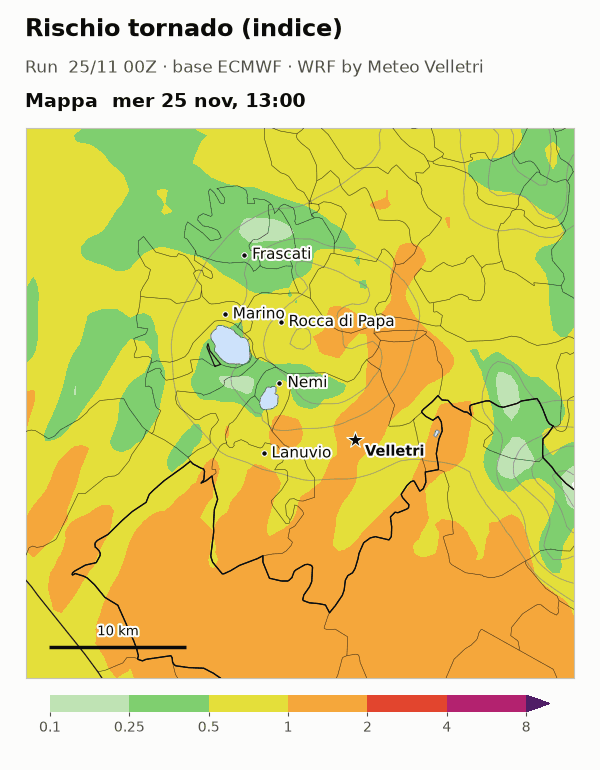 Rischio tornado (indice)
Run  25/11 00Z · base ECMWF · WRF by Meteo Velletri
Mappa  mer 25 nov, 13:00
Frascati
Marino
Rocca di Papa
Nemi
Velletri
Lanuvio
10 km
0.1 0.25 0.5 1 2 4 8